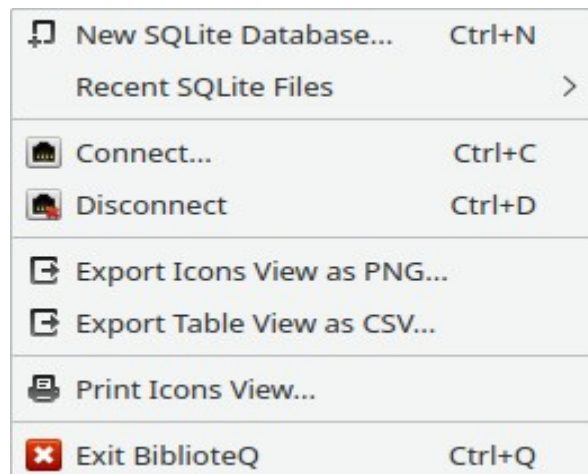 New SQLite Database... Ctrl+N
Recent SQLite Files
Connect... Ctrl+C
Disconnect Ctrl+D
Export Icons View as PNG...
Export Table View as CSV...
Print Icons View...
Exit BiblioteQ Ctrl+Q